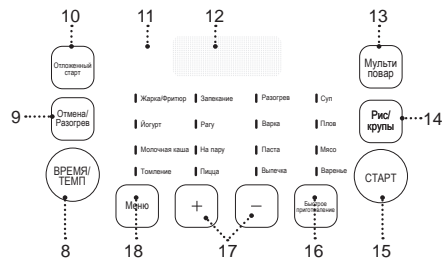 10 11 12 13
Отложенный
старт
Мульти
повар
Жарка/Фритюр Запекание Разогрев Суп
9 Отмена/
Разогрев
Йогурт Рагу Варка Плов
Рис/
крупы 14
Молочная каша На пару Паста Мясо
ВРЕМЯ/
ТЕМП
Томление Пицца Выпечка Варенье
СТАРТ
Меню + − Быстрое
приготовление
8 18 17 16 15